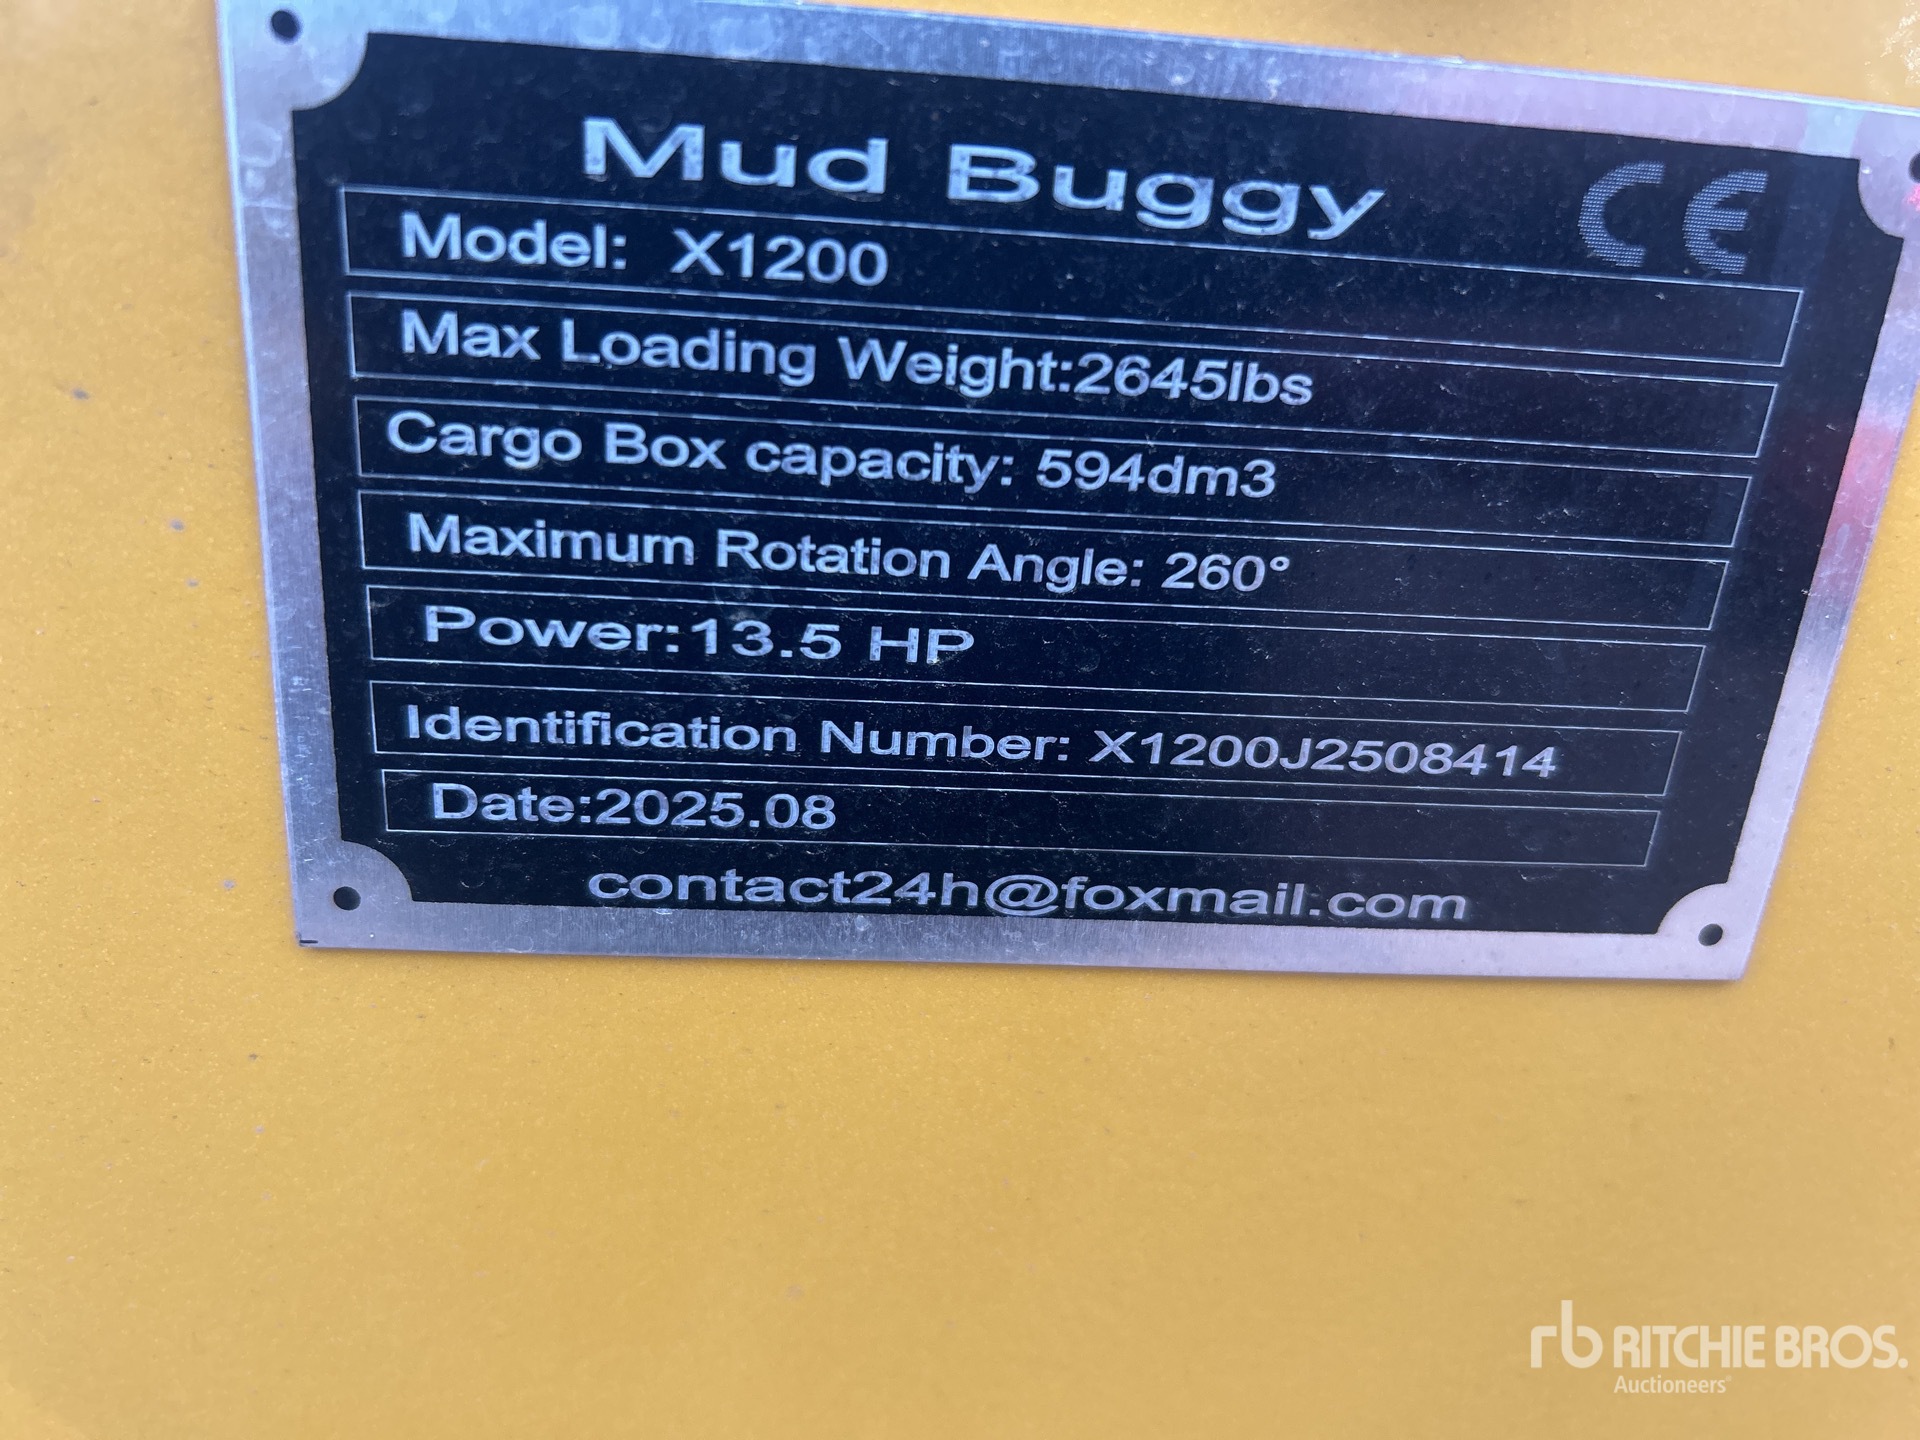 Mud Buggy CE
Model: X1200
Max Loading Weight:2645lbs
Cargo Box capacity: 594dm3
Maximum Rotation Angle: 260°
Power:13.5 HP
Identification Number: X1200J2508414
Date:2025.08
contact24h@foxmail.com
rb RITCHIE BROS.
Auctioneers